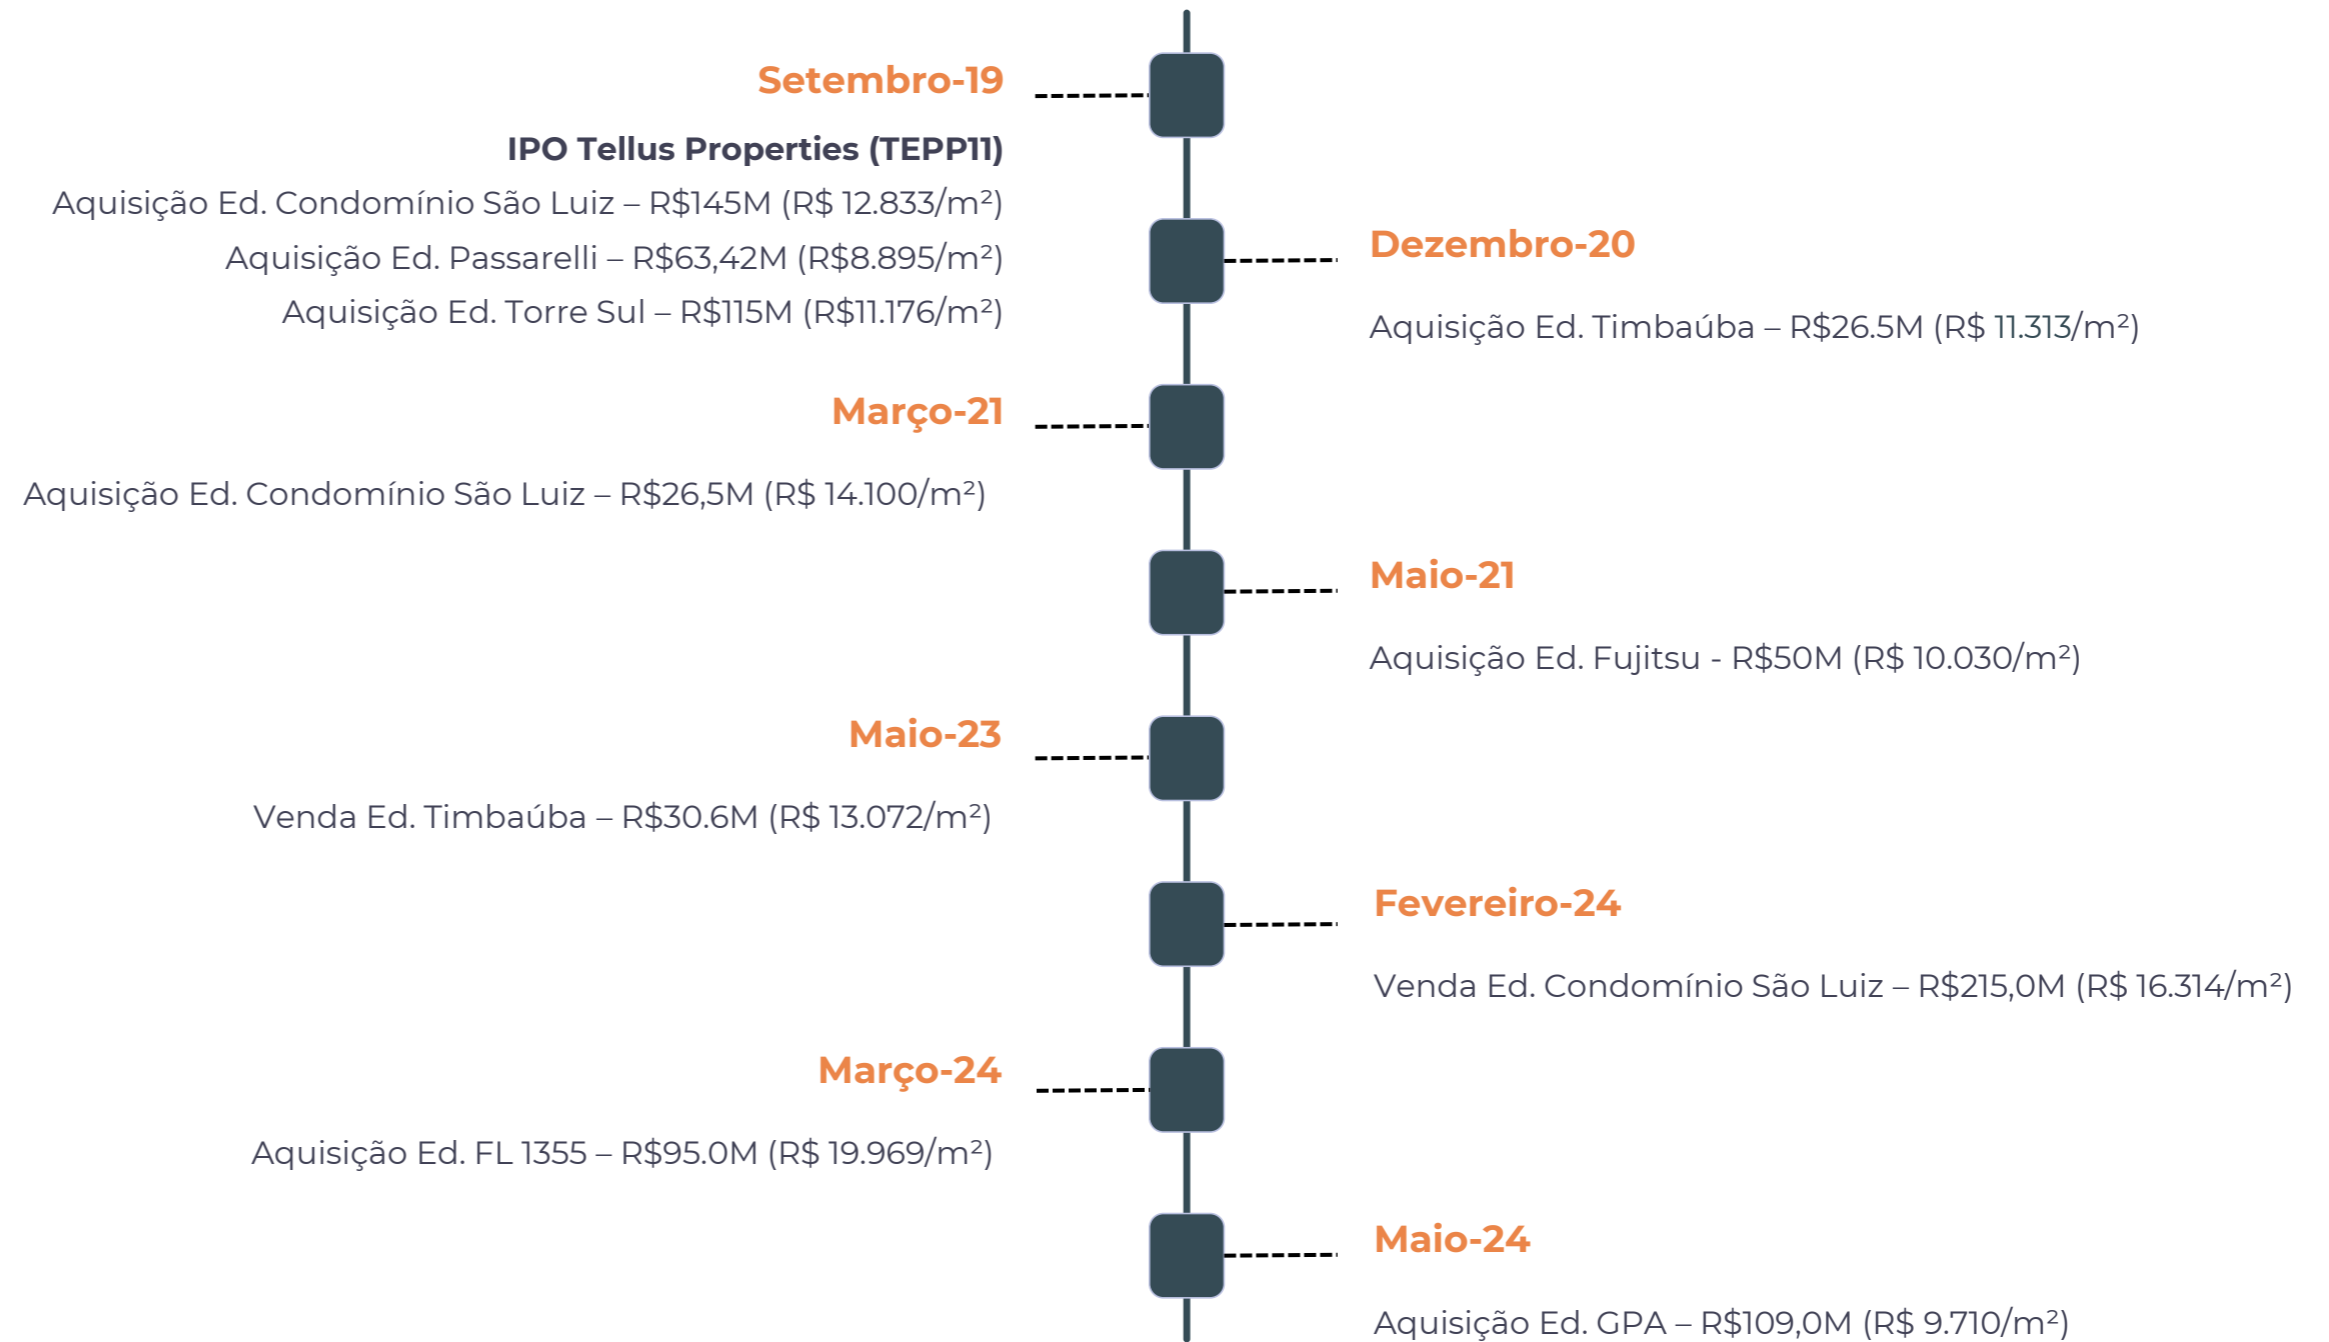 Setembro-19
IPO Tellus Properties (TEPP11)
Aquisição Ed. Condomínio São Luiz – R$145M (R$ 12.833/m²)
Aquisição Ed. Passarelli – R$63,42M (R$8.895/m²)
Aquisição Ed. Torre Sul – R$115M (R$11.176/m²)
Dezembro-20
Aquisição Ed. Timbaúba – R$26.5M (R$ 11.313/m²)
Março-21
Aquisição Ed. Condomínio São Luiz – R$26,5M (R$ 14.100/m²)
Maio-21
Aquisição Ed. Fujitsu - R$50M (R$ 10.030/m²)
Maio-23
Venda Ed. Timbaúba – R$30.6M (R$ 13.072/m²)
Fevereiro-24
Venda Ed. Condomínio São Luiz – R$215,0M (R$ 16.314/m²)
Março-24
Aquisição Ed. FL 1355 – R$95.0M (R$ 19.969/m²)
Maio-24
Aquisição Ed. GPA – R$109,0M (R$ 9.710/m²)